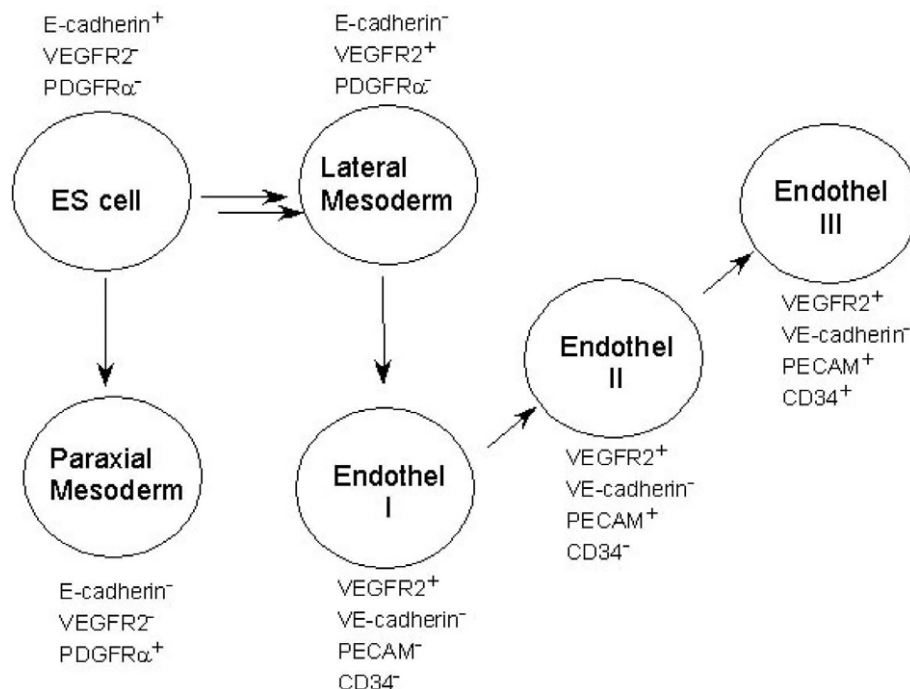 E-cadherin⁺
VEGFR2⁻
PDGFRα⁻
ES cell
E-cadherin⁻
VEGFR2⁺
PDGFRα⁻
Lateral
Mesoderm
Paraxial
Mesoderm
E-cadherin⁻
VEGFR2⁻
PDGFRα⁺
Endothel
I
VEGFR2⁺
VE-cadherin⁻
PECAM⁻
CD34⁻
Endothel
II
VEGFR2⁺
VE-cadherin⁻
PECAM⁺
CD34⁻
Endothel
III
VEGFR2⁺
VE-cadherin⁻
PECAM⁺
CD34⁺